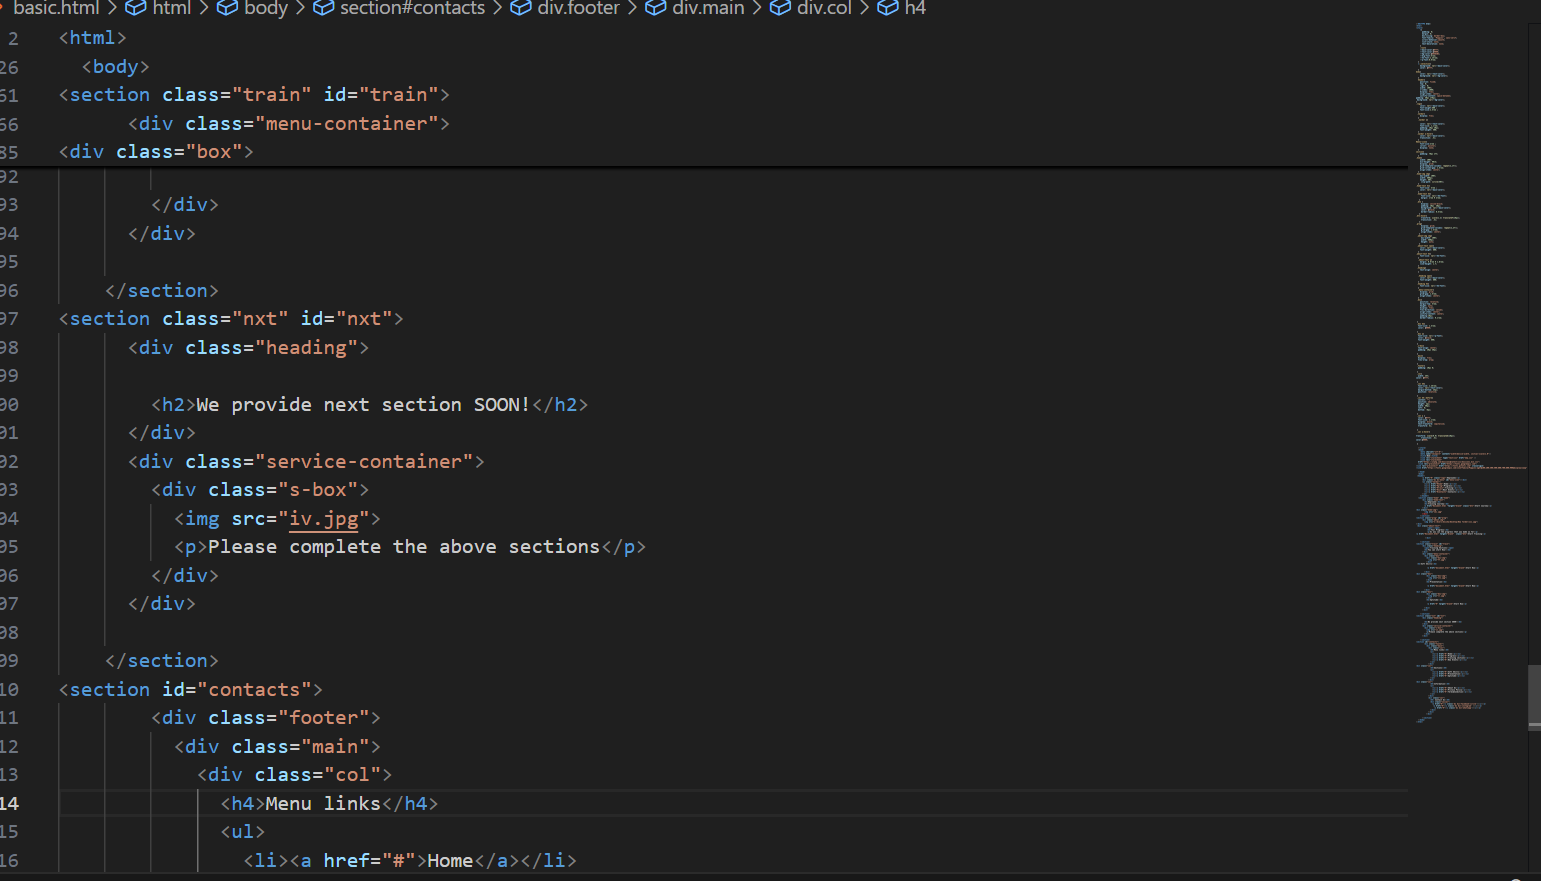 basic.html > html > body > section#contacts > div.footer > div.main > div.col > h4
2 <html>
26 <body>
61 <section class="train" id="train">
66 <div class="menu-container">
85 <div class="box">
92
93 </div>
94 </div>
95
96 </section>
97 <section class="nxt" id="nxt">
98 <div class="heading">
99
00 <h2>We provide next section SOON!</h2>
01 </div>
02 <div class="service-container">
03 <div class="s-box">
04 <img src="iv.jpg">
05 <p>Please complete the above sections</p>
06 </div>
07 </div>
08
09 </section>
10 <section id="contacts">
11 <div class="footer">
12 <div class="main">
13 <div class="col">
14 <h4>Menu links</h4>
15 <ul>
16 <li><a href="#">Home</a></li>